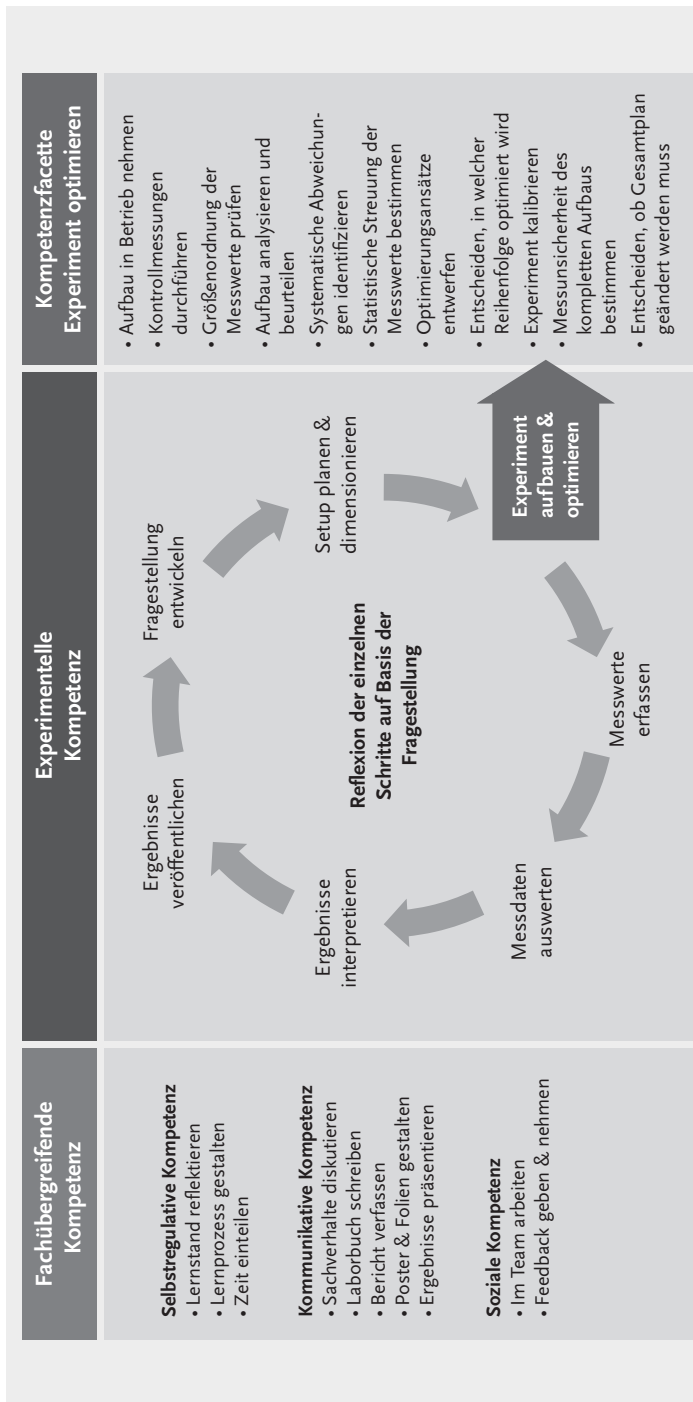 Fachübergreifende
Kompetenz
Selbstregulative Kompetenz
• Lernstand reflektieren
• Lernprozess gestalten
• Zeit einteilen
Kommunikative Kompetenz
• Sachverhalte diskutieren
• Laborbuch schreiben
• Bericht verfassen
• Poster & Folien gestalten
• Ergebnisse präsentieren
Soziale Kompetenz
• Im Team arbeiten
• Feedback geben & nehmen
Experimentelle
Kompetenz
Fragestellung
entwickeln
Setup planen &
dimensionieren
Experiment
aufbauen &
optimieren
Messwerte
erfassen
Messdaten
auswerten
Ergebnisse
interpretieren
Ergebnisse
veröffentlichen
Reflexion der einzelnen
Schritte auf Basis der
Fragestellung
Kompetenzfacette
Experiment optimieren
• Aufbau in Betrieb nehmen
• Kontrollmessungen
durchführen
• Größenordnung der
Messwerte prüfen
• Aufbau analysieren und
beurteilen
• Systematische Abweichun-
gen identifizieren
• Statistische Streuung der
Messwerte bestimmen
• Optimierungsansätze
entwerfen
• Entscheiden, in welcher
Reihenfolge optimiert wird
• Experiment kalibrieren
• Messunsicherheit des
kompletten Aufbaus
bestimmen
• Entscheiden, ob Gesamtplan
geändert werden muss